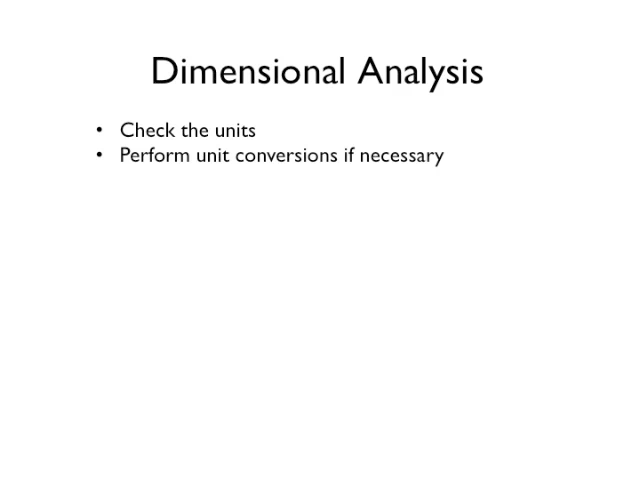 Dimensional Analysis
• Check the units
• Perform unit conversions if necessary